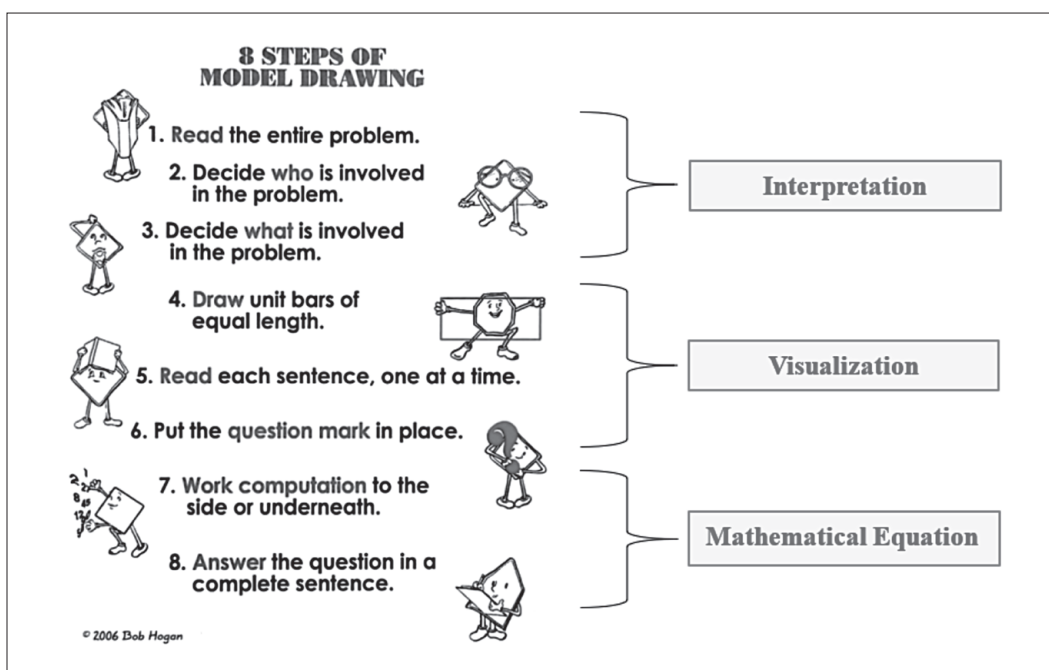 8 STEPS OF
MODEL DRAWING
1. Read the entire problem.
2. Decide who is involved
in the problem.
3. Decide what is involved
in the problem.
4. Draw unit bars of
equal length.
5. Read each sentence, one at a time.
6. Put the question mark in place.
7. Work computation to the
side or underneath.
8. Answer the question in a
complete sentence.
© 2006 Bob Hogan
Interpretation
Visualization
Mathematical Equation